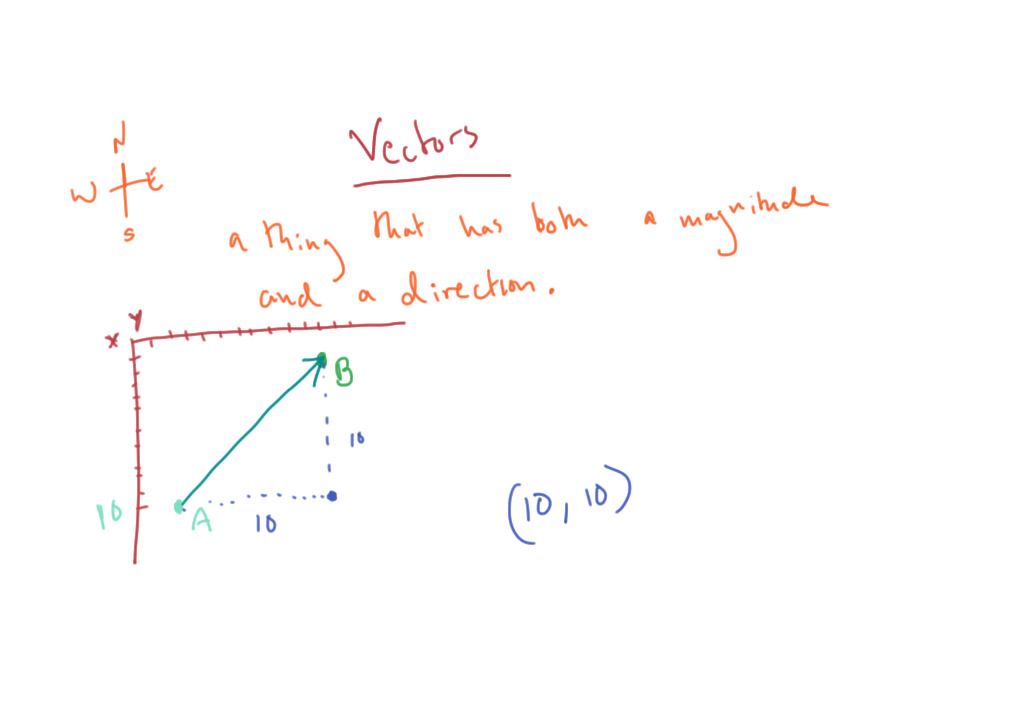 Vectors
N
W E
S
a thing that has both a magnitude
and a direction.
Y
X
B
10
10
A
10
(10, 10)